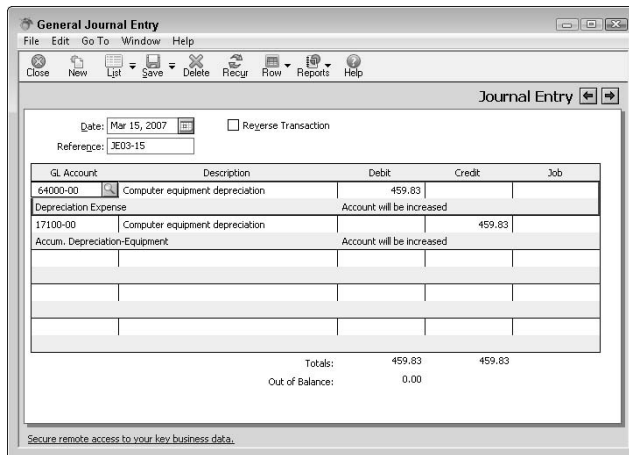 General Journal Entry
File Edit Go To Window Help
Close New List Save Delete Recur Row Reports Help
Journal Entry
Date: Mar 15, 2007 Reverse Transaction
Reference: JE03-15
GL Account Description Debit Credit Job
64000-00 Computer equipment depreciation 459.83
Depreciation Expense Account will be increased
17100-00 Computer equipment depreciation 459.83
Accum. Depreciation-Equipment Account will be increased
Totals: 459.83 459.83
Out of Balance: 0.00
Secure remote access to your key business data.